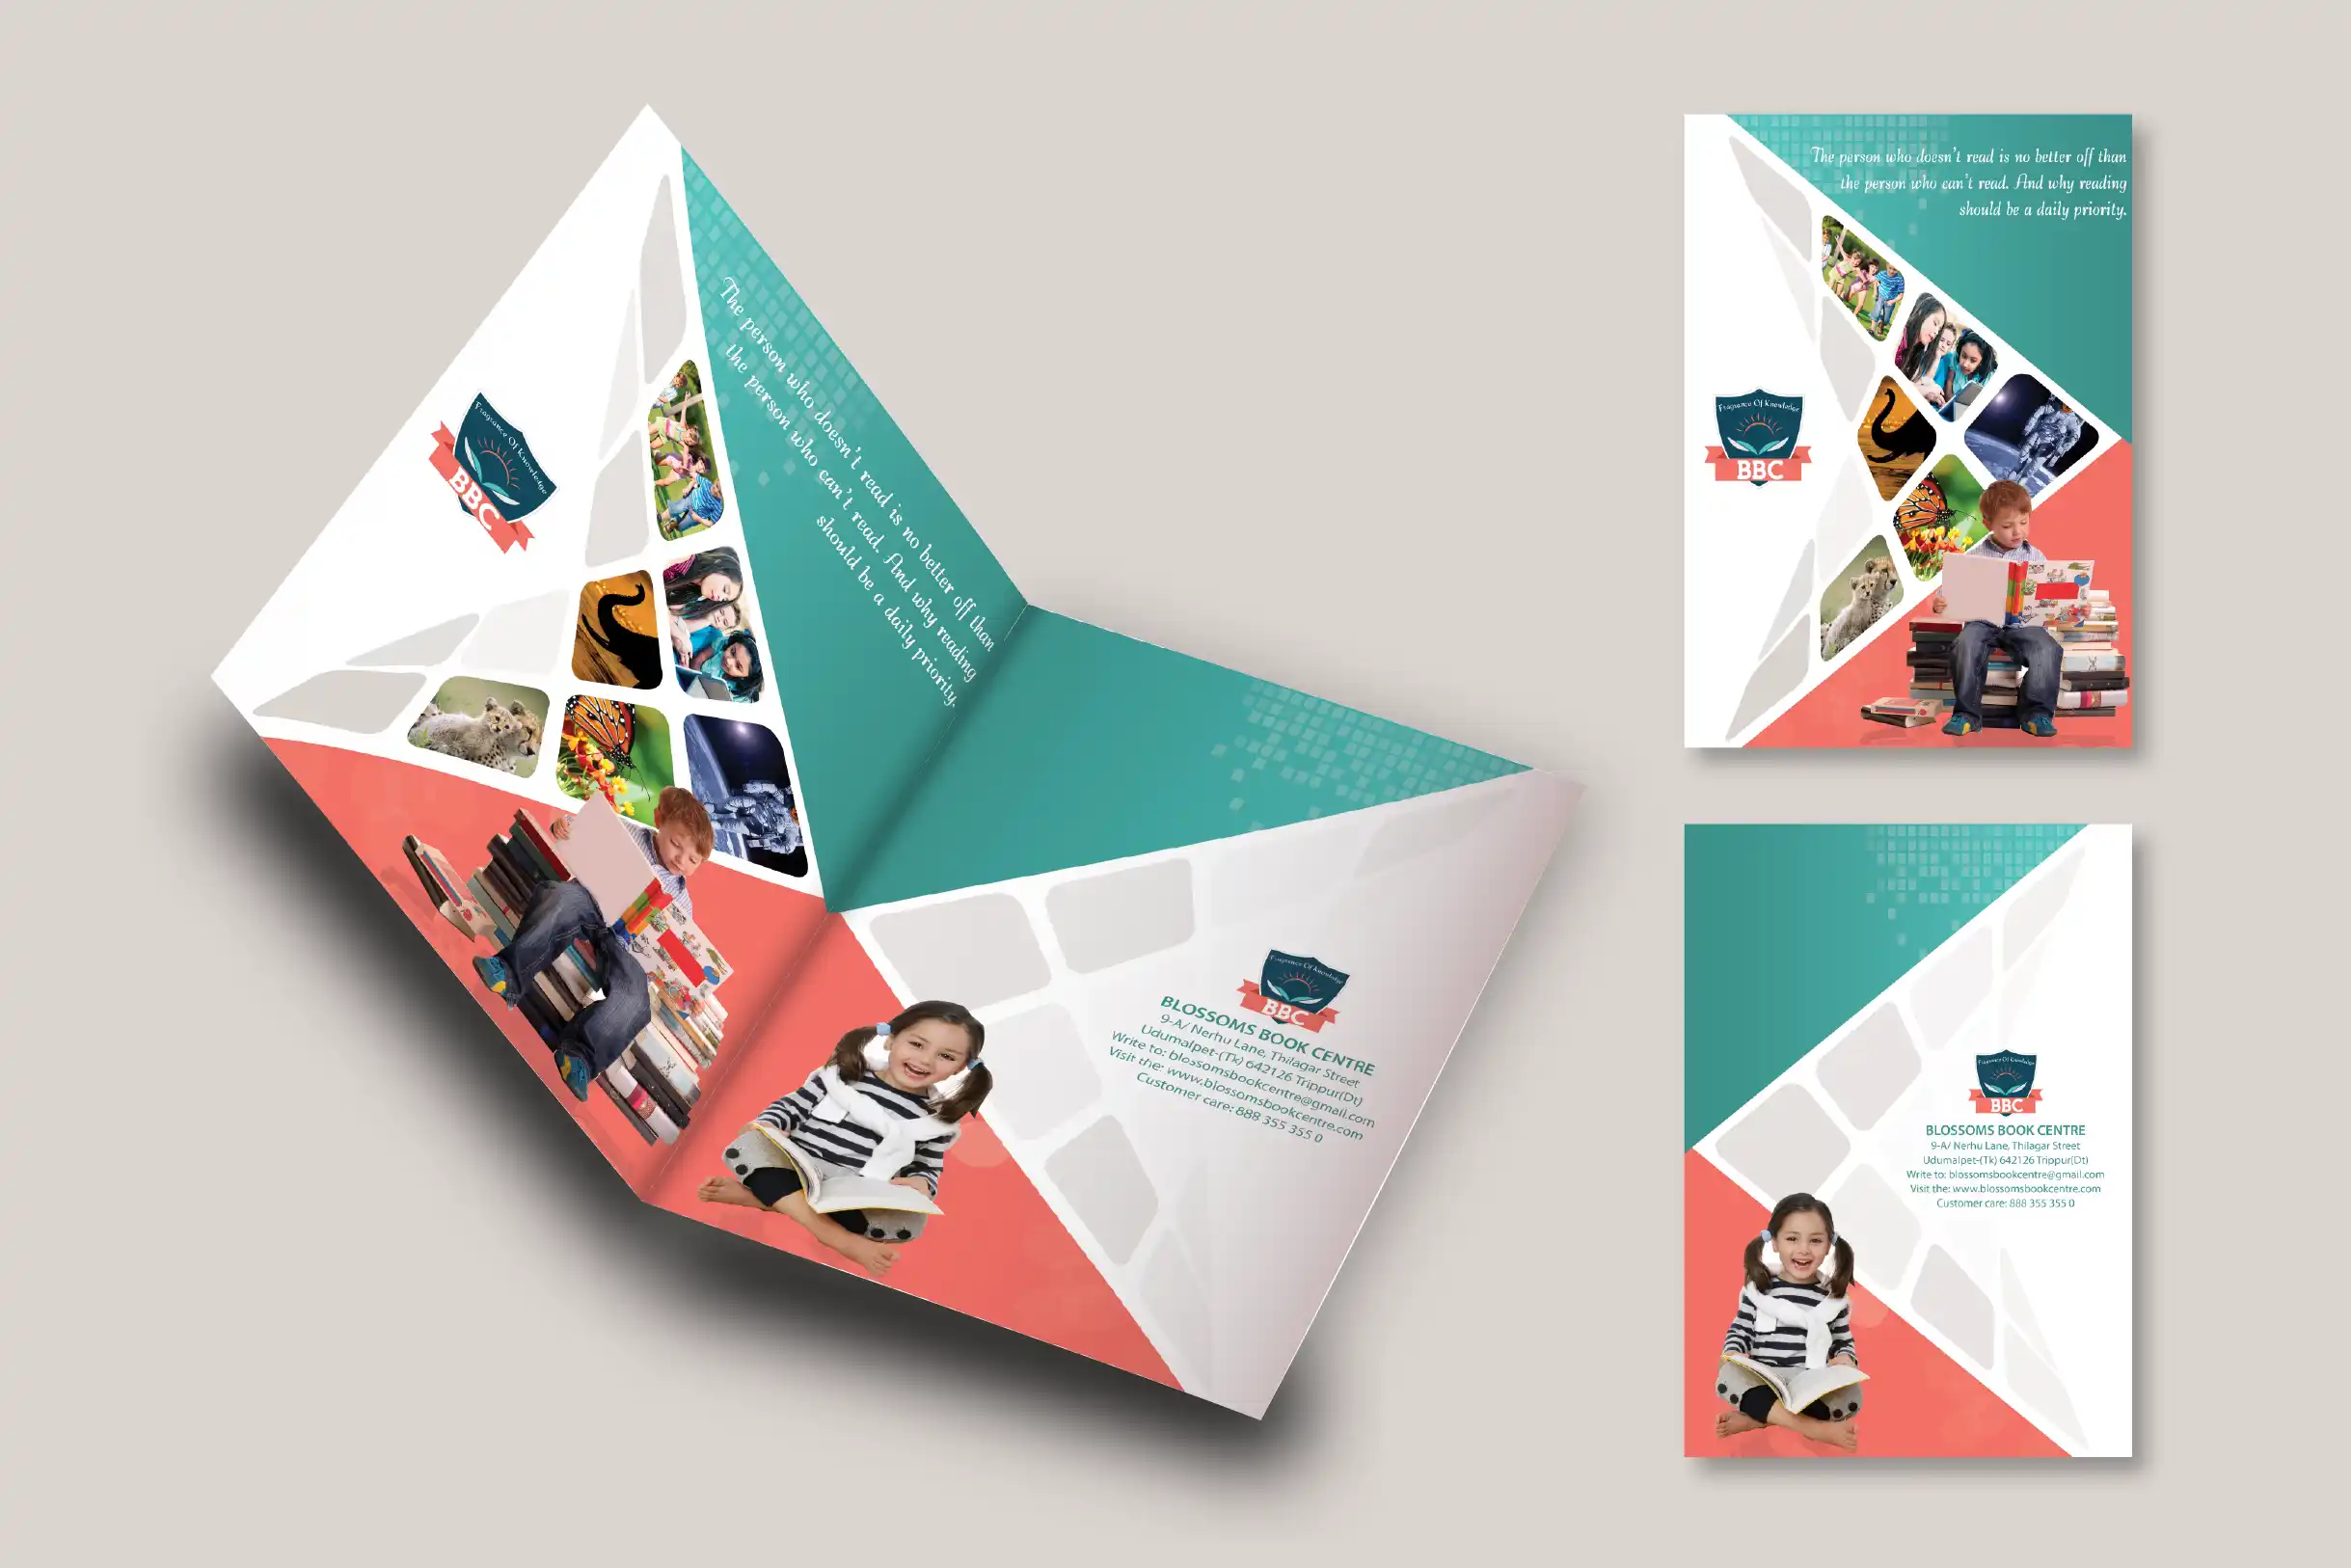 Fragrance Of Knowledge
BBC
The person who doesn't read is no better off than
the person who can't read. And why reading
should be a daily priority.
Fragrance Of Knowledge
BBC
BLOSSOMS BOOK CENTRE
9-A/ Nerhu Lane, Thilagar Street
Udumalpet-(Tk) 642126 Trippur(Dt)
Write to: blossomsbookcentre@gmail.com
Visit the: www.blossomsbookcentre.com
Customer care: 888 355 355 0
The person who doesn't read is no better off than
the person who can't read. And why reading
should be a daily priority.
Fragrance Of Knowledge
BBC
Fragrance Of Knowledge
BBC
BLOSSOMS BOOK CENTRE
9-A/ Nerhu Lane, Thilagar Street
Udumalpet-(Tk) 642126 Trippur(Dt)
Write to: blossomsbookcentre@gmail.com
Visit the: www.blossomsbookcentre.com
Customer care: 888 355 355 0